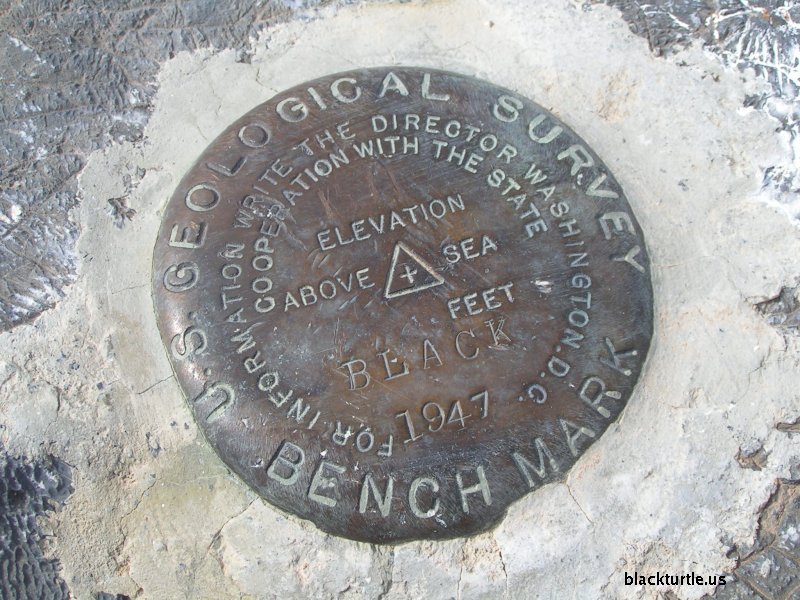 U.S. GEOLOGICAL SURVEY
FOR INFORMATION WRITE THE DIRECTOR WASHINGTON.D.C.
COOPERATION WITH THE STATE
ELEVATION
ABOVE SEA
FEET
BLACK
1947
BENCH MARK
blackturtle.us